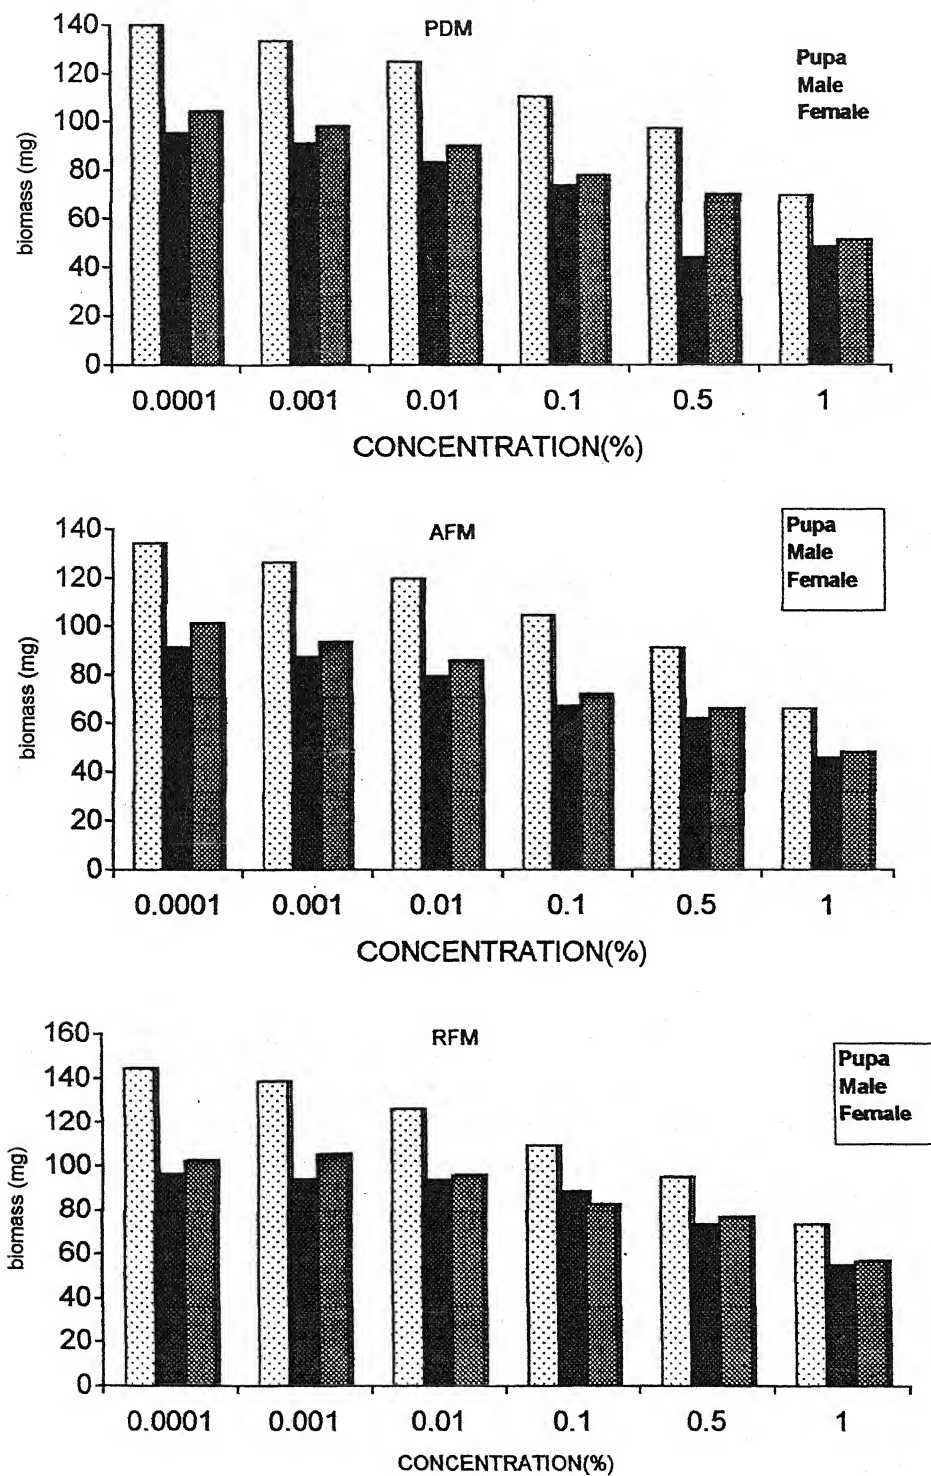 PDM
140
120
100
80
60
40
20
0
biomass (mg)
Pupa
Male
Female
0.0001 0.001 0.01 0.1 0.5 1
CONCENTRATION(%)
AFM
140
120
100
80
60
40
20
0
biomass (mg)
Pupa
Male
Female
0.0001 0.001 0.01 0.1 0.5 1
CONCENTRATION(%)
RFM
160
140
120
100
80
60
40
20
0
biomass (mg)
Pupa
Male
Female
0.0001 0.001 0.01 0.1 0.5 1
CONCENTRATION(%)